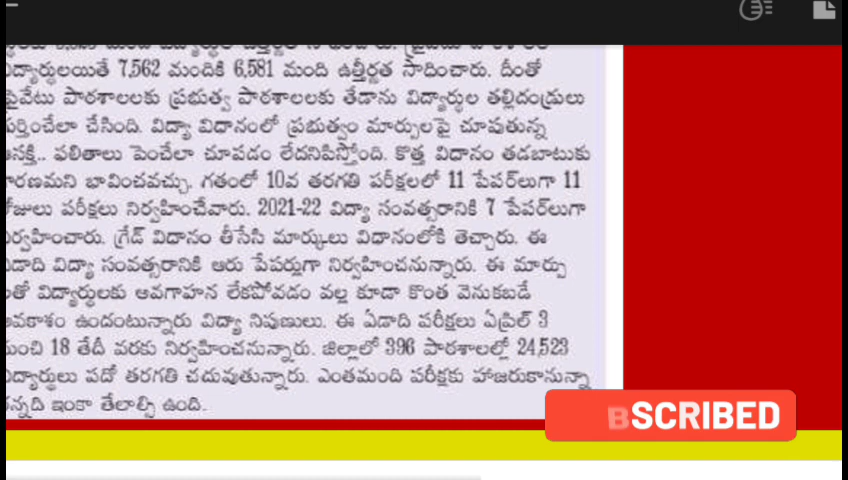 విద్యార్థులయితే 7,562 మందికి 6,581 మంది ఉత్తీర్ణత సాధించారు. దీంతో
ప్రైవేటు పాఠశాలలకు ప్రభుత్వ పాఠశాలలకు తేడాను విద్యార్థుల తల్లిదండ్రులు
గుర్తించేలా చేసింది. విద్యా విధానంలో ప్రభుత్వం మార్పులపై చూపుతున్న
ఆసక్తి.. ఫలితాలు పెంచేలా చూపడం లేదనిపిస్తోంది. కొత్త విధానం తడబాటుకు
కారణమని భావించవచ్చు. గతంలో 10వ తరగతి పరీక్షలలో 11 పేపర్‌లుగా 11
రోజులు పరీక్షలు నిర్వహించేవారు. 2021-22 విద్యా సంవత్సరానికి 7 పేపర్‌లుగా
నిర్వహించారు. గ్రేడ్ విధానం తీసేసి మార్కులు విధానంలోకి తెచ్చారు. ఈ
ఏడాది విద్యా సంవత్సరానికి ఆరు పేపర్లుగా నిర్వహించనున్నారు. ఈ మార్పు
లతో విద్యార్థులకు అవగాహన లేకపోవడం వల్ల కూడా కొంత వెనుకబడే
అవకాశం ఉందంటున్నారు విద్యా నిపుణులు. ఈ ఏడాది పరీక్షలు ఏప్రిల్ 3
నుంచి 18 తేదీ వరకు నిర్వహించనున్నారు. జిల్లాలో 396 పాఠశాలల్లో 24,523
విద్యార్థులు పదో తరగతి చదువుతున్నారు. ఎంతమంది పరీక్షకు హాజరుకానున్నా
రన్నది ఇంకా తేలాల్సి ఉంది.
BSCRIBED